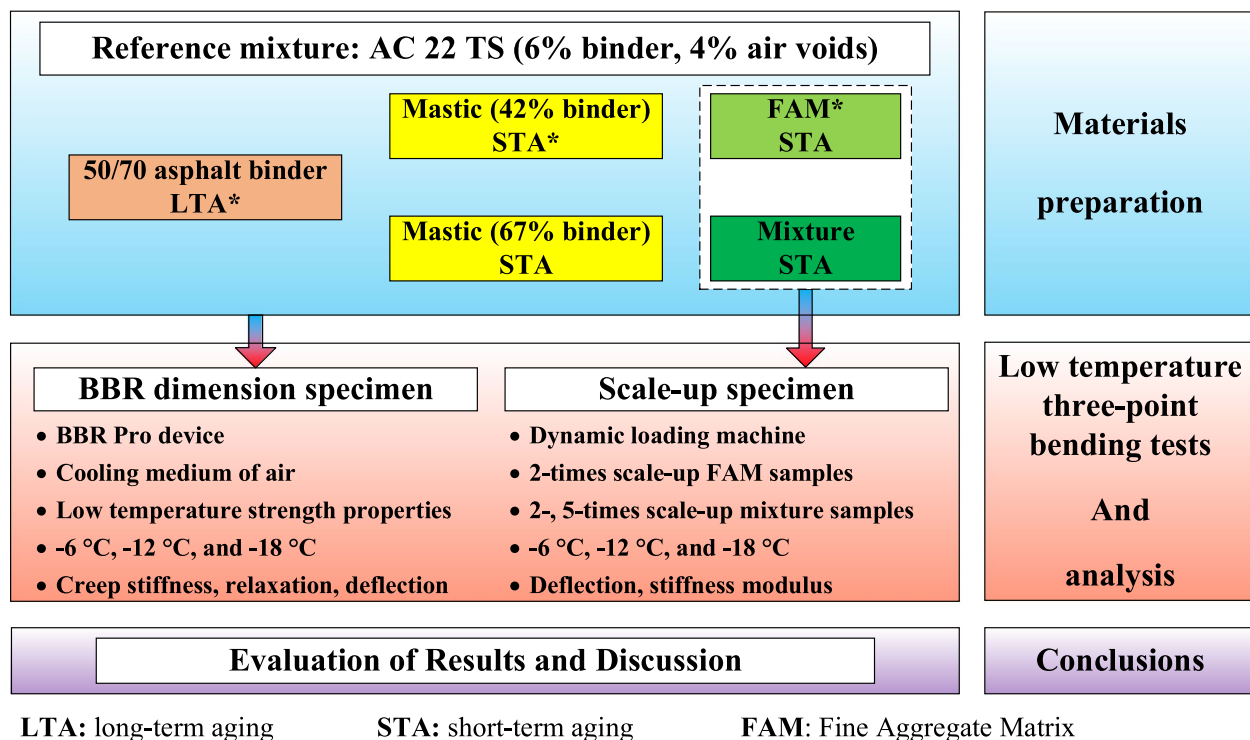 Reference mixture: AC 22 TS (6% binder, 4% air voids)
50/70 asphalt binder
LTA*
Mastic (42% binder)
STA*
Mastic (67% binder)
STA
FAM*
STA
Mixture
STA
Materials
preparation
BBR dimension specimen
• BBR Pro device
• Cooling medium of air
• Low temperature strength properties
• -6 °C, -12 °C, and -18 °C
• Creep stiffness, relaxation, deflection
Scale-up specimen
• Dynamic loading machine
• 2-times scale-up FAM samples
• 2-, 5-times scale-up mixture samples
• -6 °C, -12 °C, and -18 °C
• Deflection, stiffness modulus
Low temperature
three-point
bending tests
And
analysis
Evaluation of Results and Discussion
Conclusions
LTA: long-term aging STA: short-term aging FAM: Fine Aggregate Matrix